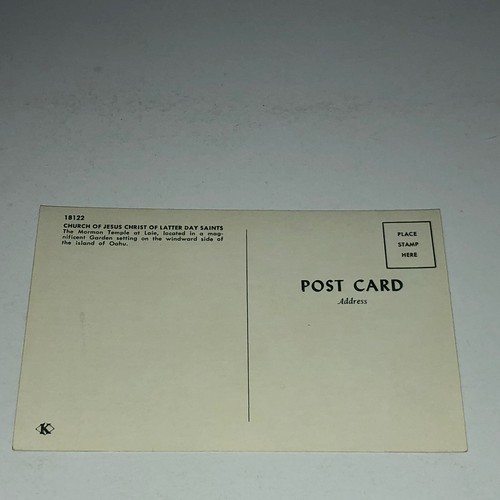 18122
CHURCH OF JESUS CHRIST OF LATTER DAY SAINTS
The Mormon Temple at Laie, located in a mag-
nificent Garden setting on the windward side of
the island of Oahu.
PLACE
STAMP
HERE
POST CARD
Address
K